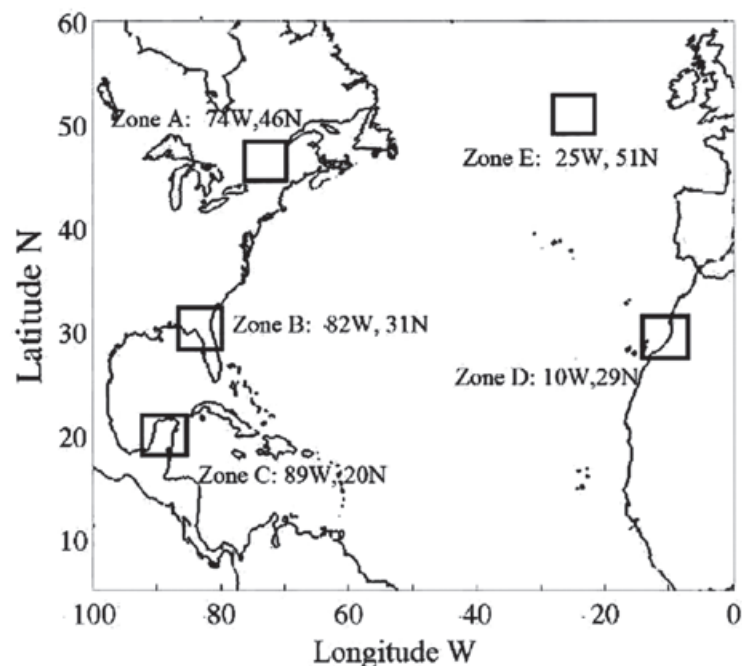 60
50
40
30
20
10
Latitude N
Zone A: 74W,46N
Zone E: 25W, 51N
Zone B: 82W, 31N
Zone D: 10W,29N
Zone C: 89W,20N
100 -80 -60 -40 -20 0
Longitude W